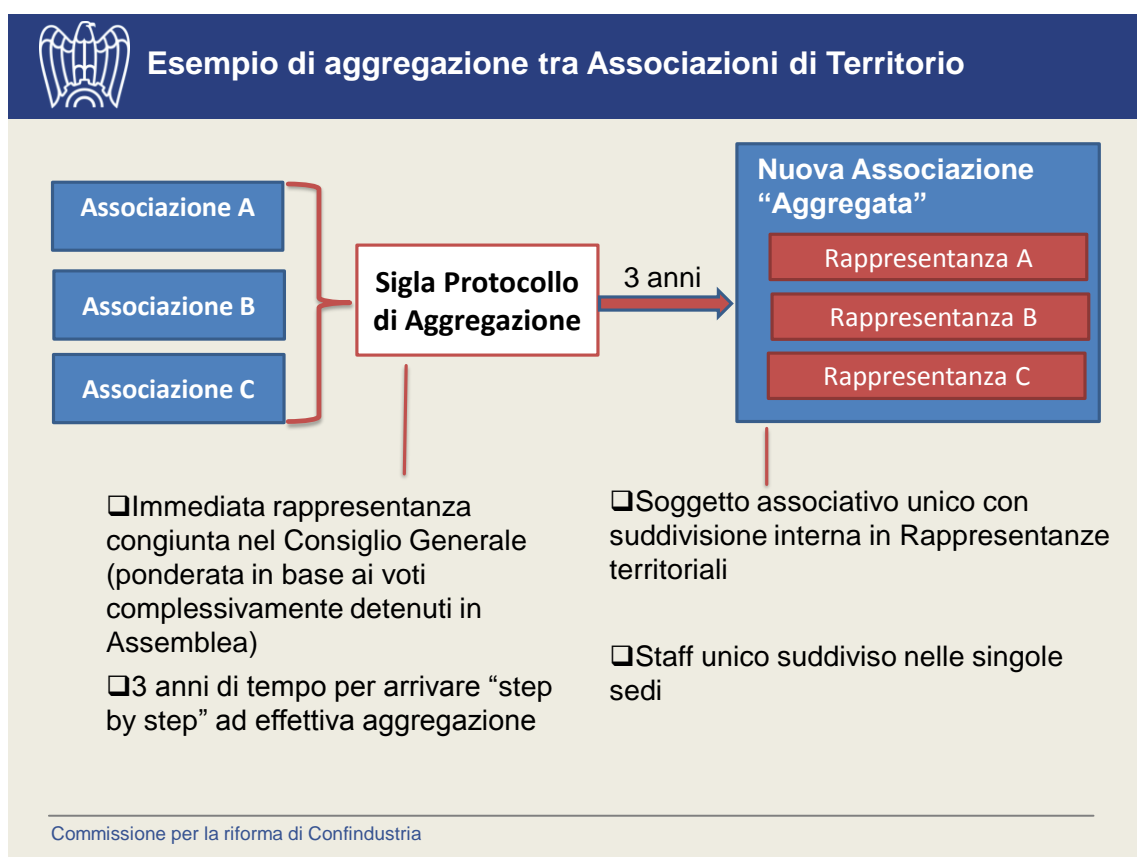 Esempio di aggregazione tra Associazioni di Territorio
Associazione A
Associazione B
Associazione C
Sigla Protocollo
di Aggregazione
3 anni
Nuova Associazione
“Aggregata”
Rappresentanza A
Rappresentanza B
Rappresentanza C
❑Immediata rappresentanza
congiunta nel Consiglio Generale
(ponderata in base ai voti
complessivamente detenuti in
Assemblea)
❑3 anni di tempo per arrivare “step
by step” ad effettiva aggregazione
❑Soggetto associativo unico con
suddivisione interna in Rappresentanze
territoriali
❑Staff unico suddiviso nelle singole
sedi
Commissione per la riforma di Confindustria